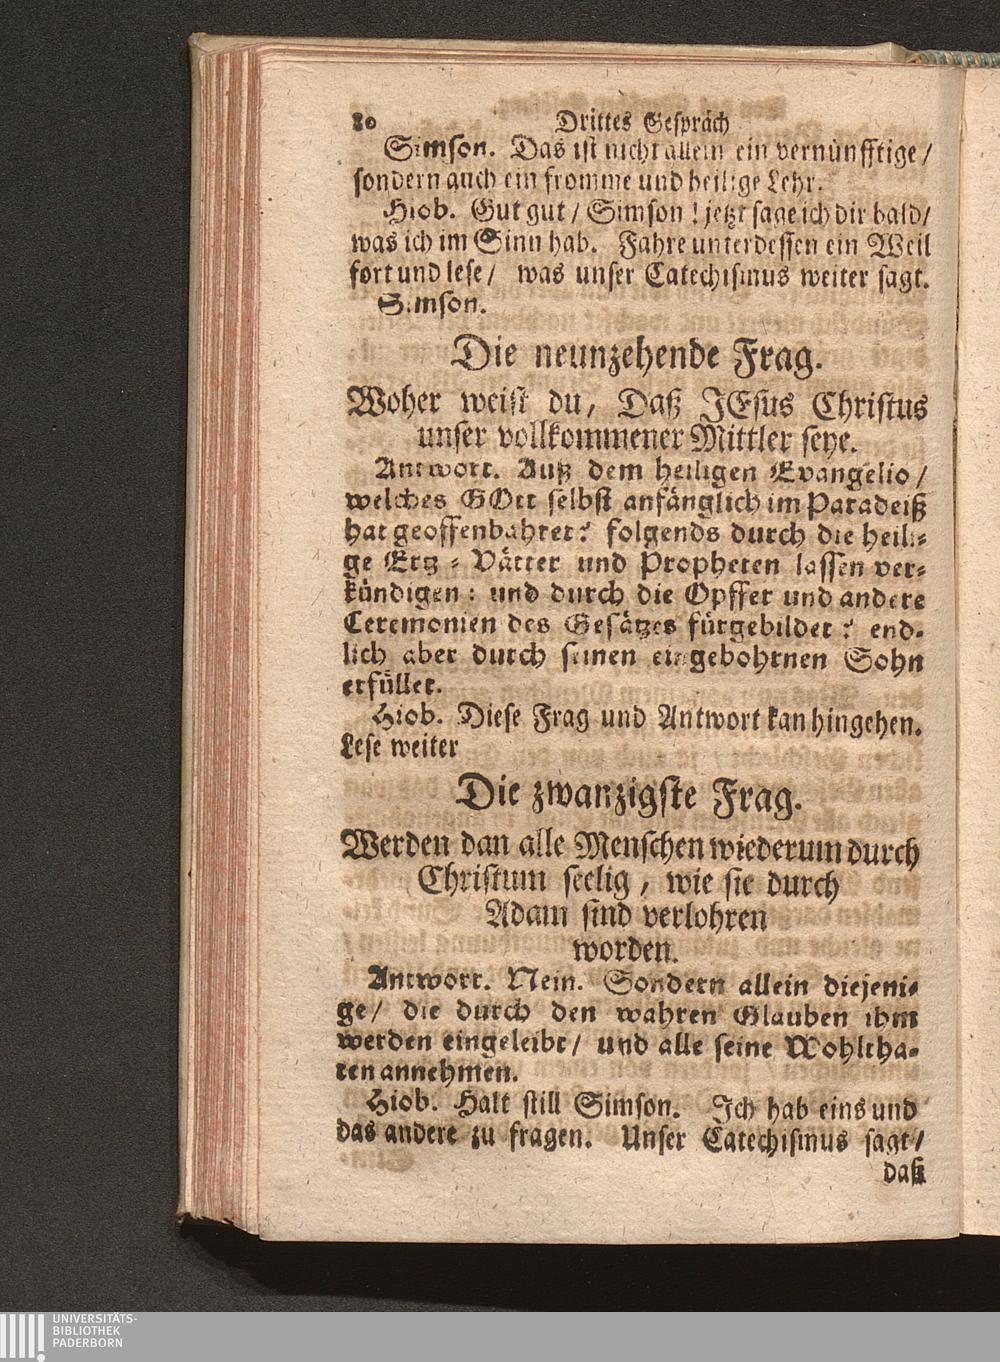 80 Drittes Gespräch
Simson. Das ist nicht allein ein vernünfftige /
sondern auch ein fromme und heilige Lehr.
Hiob. Gut gut / Simson ! jetzt sage ich dir bald /
was ich im Sinn hab. Fahre unterdessen ein Weil
fort und lese / was unser Catechismus weiter sagt.
Simson.
Die neunzehende Frag.
Woher weist du, Daß JEsus Christus
unser vollkommener Mittler seye.
Antwort. Auß dem heiligen Evangelio /
welches GOtt selbst anfänglich im Paradeiß
hat geoffenbahret: folgends durch die heili-
ge Ertz-Vätter und Propheten lassen ver-
kündigen: und durch die Opffer und andere
Ceremonien des Gesätzes fürgebildet: end-
lich aber durch seinen eingebohrnen Sohn
erfüllet.
Hiob. Diese Frag und Antwort kan hingehen.
Lese weiter
Die zwanzigste Frag.
Werden dan alle Menschen wiederum durch
Christum seelig, wie sie durch
Adam sind verlohren
worden.
Antwort. Nein. Sondern allein diejeni-
ge / die durch den wahren Glauben ihm
werden eingeleibt / und alle seine Wohltha-
ten annehmen.
Hiob. Halt still Simson. Ich hab eins und
das andere zu fragen. Unser Catechismus sagt /
daß
UNIVERSITÄTS-
BIBLIOTHEK
PADERBORN